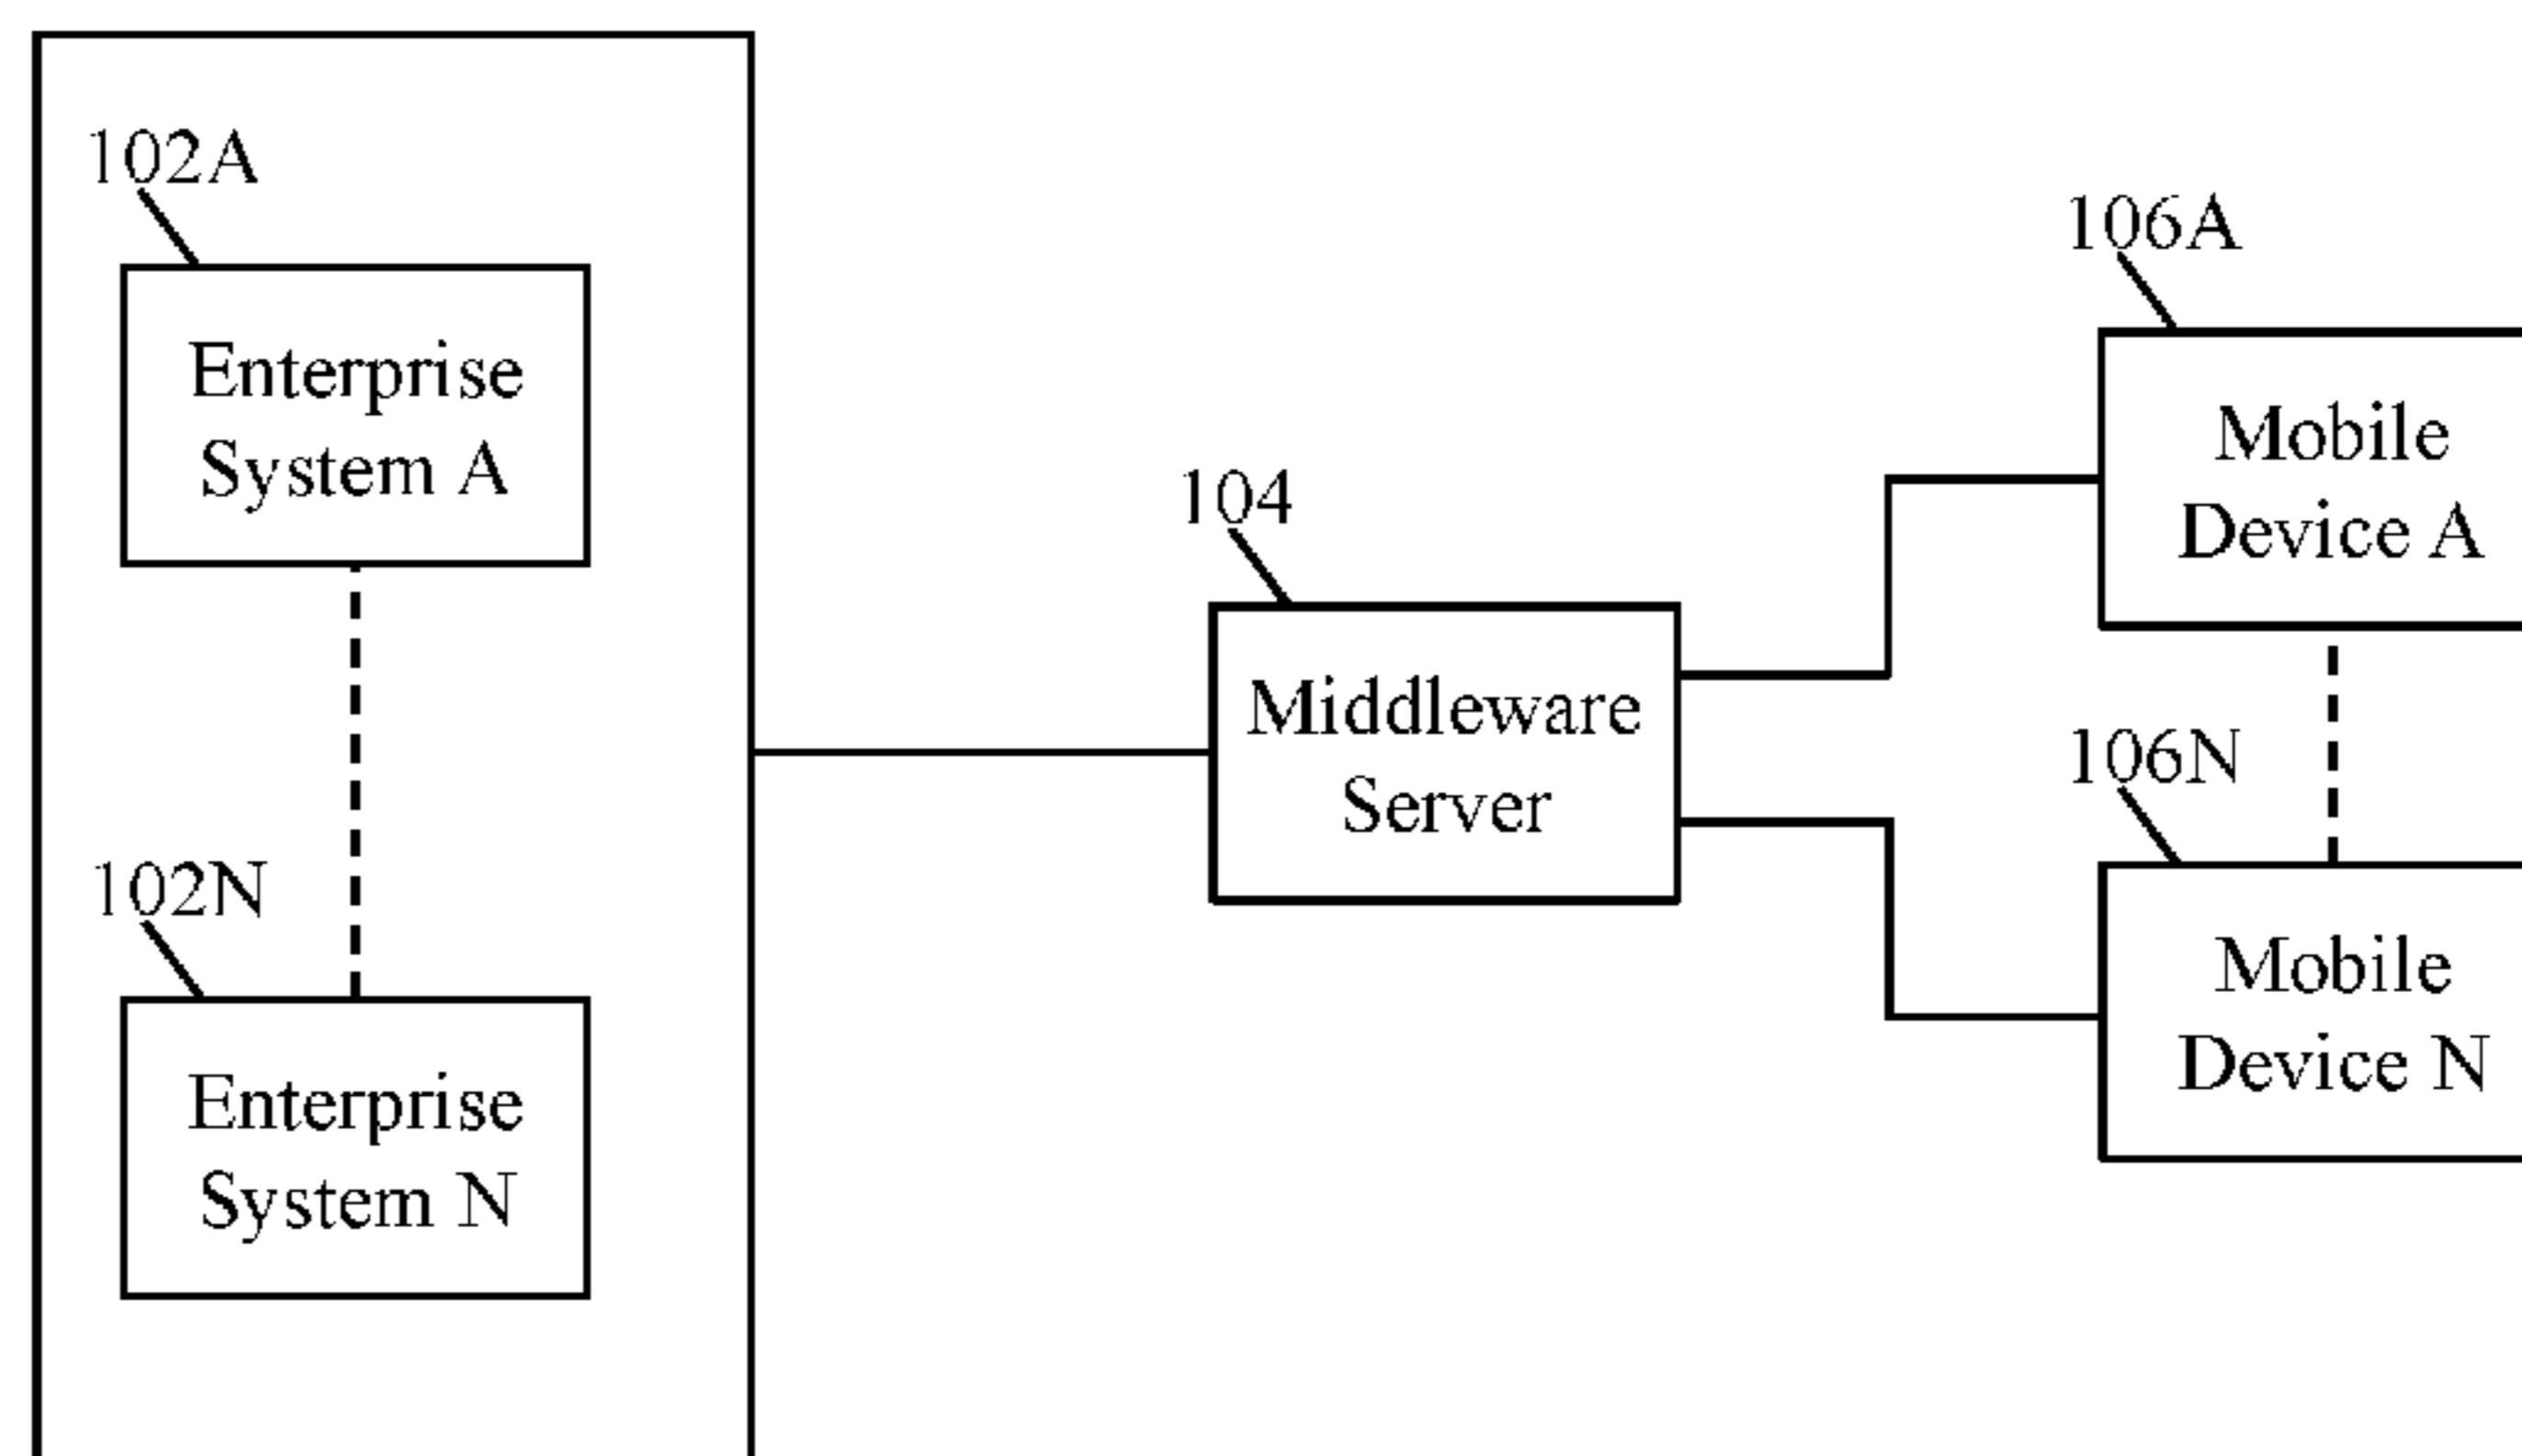 102A
Enterprise
System A
102N
Enterprise
System N
104
Middleware
Server
106A
Mobile
Device A
106N
Mobile
Device N